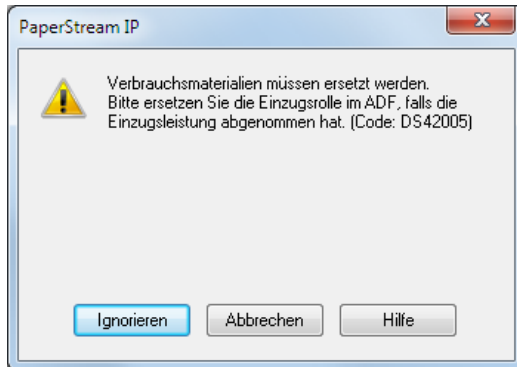 PaperStream IP
Verbrauchsmaterialien müssen ersetzt werden.
Bitte ersetzen Sie die Einzugsrolle im ADF, falls die
Einzugsleistung abgenommen hat. (Code: DS42005)
Ignorieren
Abbrechen
Hilfe